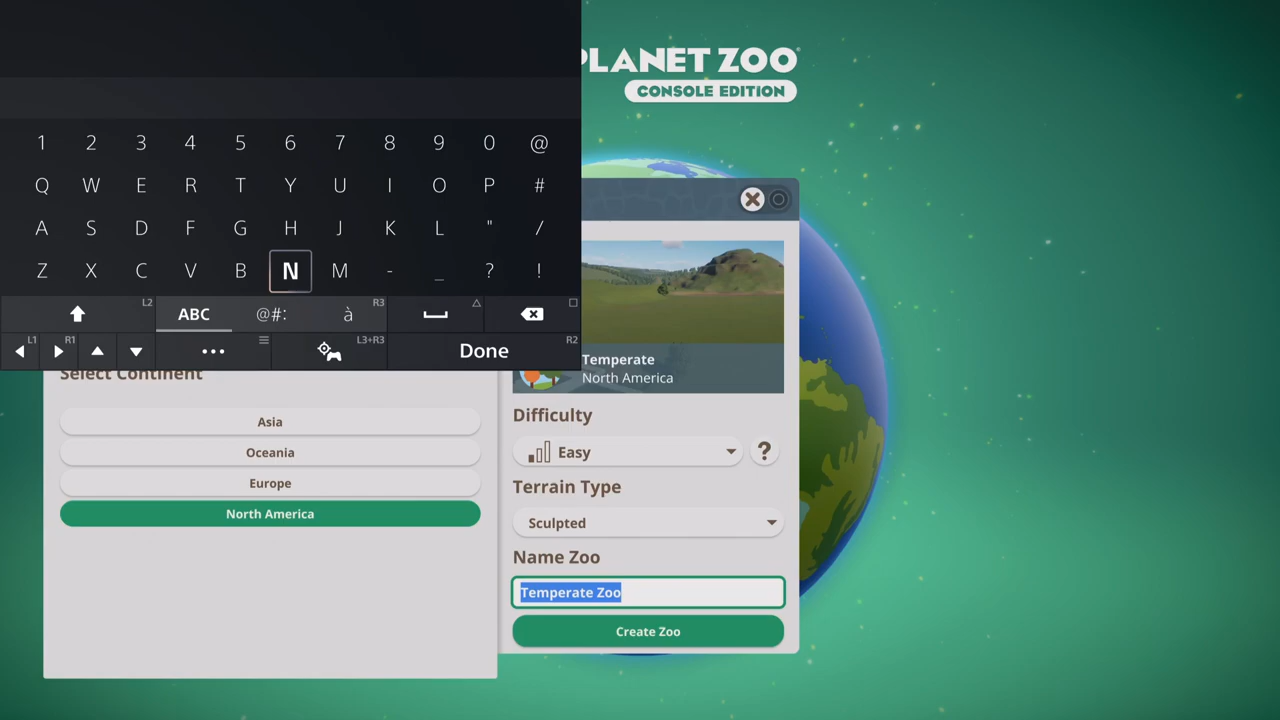 PLANET ZOO
CONSOLE EDITION
1 2 3 4 5 6 7 8 9 0 @
Q W E R T Y U I O P #
A S D F G H J K L " /
Z X C V B N M - _ ? !
L2
ABC
@#:
à
R3
L1
R1
...
L3+R3
Done
R2
Temperate
North America
Select Continent
Asia
Oceania
Europe
North America
Difficulty
Easy
?
Terrain Type
Sculpted
Name Zoo
Temperate Zoo
Create Zoo